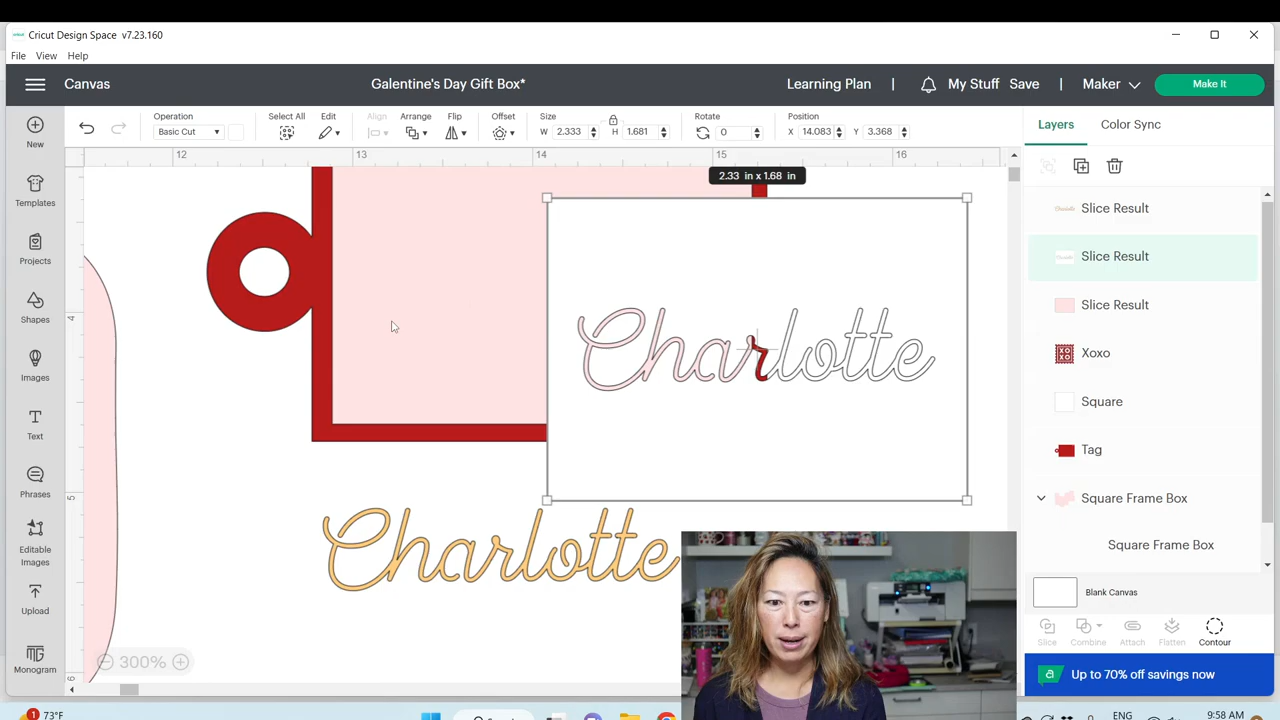 Cricut Design Space v7.23.160
File View Help
Canvas
Galentine's Day Gift Box*
Learning Plan | My Stuff Save | Maker Make It
Operation
Basic Cut
Select All
Edit
Align
Arrange
Flip
Offset
Size
W 2.333
H 1.681
Rotate
0
Position
X 14.083
Y 3.368
Layers
Color Sync
New
Templates
Projects
Shapes
Images
Text
Phrases
Editable
Images
Upload
Monogram
12 13 14 15 16
4
5
6
2.33 in x 1.68 in
Charlotte
Charlotte
300%
Slice Result
Slice Result
Slice Result
Xoxo
Square
Tag
Square Frame Box
Square Frame Box
Blank Canvas
Slice
Combine
Attach
Flatten
Contour
a Up to 70% off savings now
1
73°F
ENG
9:58 AM